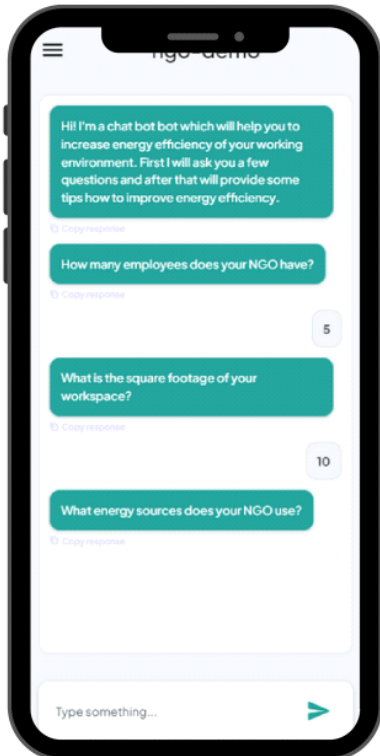 ngo-demo
Hi! I'm a chat bot bot which will help you to
increase energy efficiency of your working
environment. First I will ask you a few
questions and after that will provide some
tips how to improve energy efficiency.
Copy response
How many employees does your NGO have?
Copy response
5
What is the square footage of your
workspace?
Copy response
10
What energy sources does your NGO use?
Copy response
Type something...